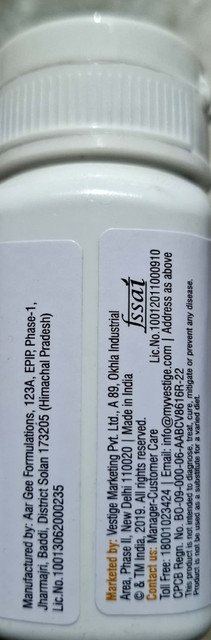 Manufactured by: Aar Gee Formulations, 123A, EPIP, Phase-1,
Jharmajri, Baddi, District Solan 173205 (Himachal Pradesh)
Lic.No.10013062000235
Marketed by: Vestige Marketing Pvt. Ltd., A 89, Okhla Industrial
Area, Phase II, New Delhi 110020 | Made in India
© & TM India, 2019. All rights reserved.
fssai
Contact us: Manager-Customer Care
Lic.No.10012011000910
Toll Free: 18001023424 | Email: info@myvestige.com | Address as above
CPCB Regn. No. BO-09-000-06-AABCV8616R-22
This product is not intended to diagnose, treat, cure, mitigate or prevent any disease.
Product is not be used as a substitute for a varied diet.